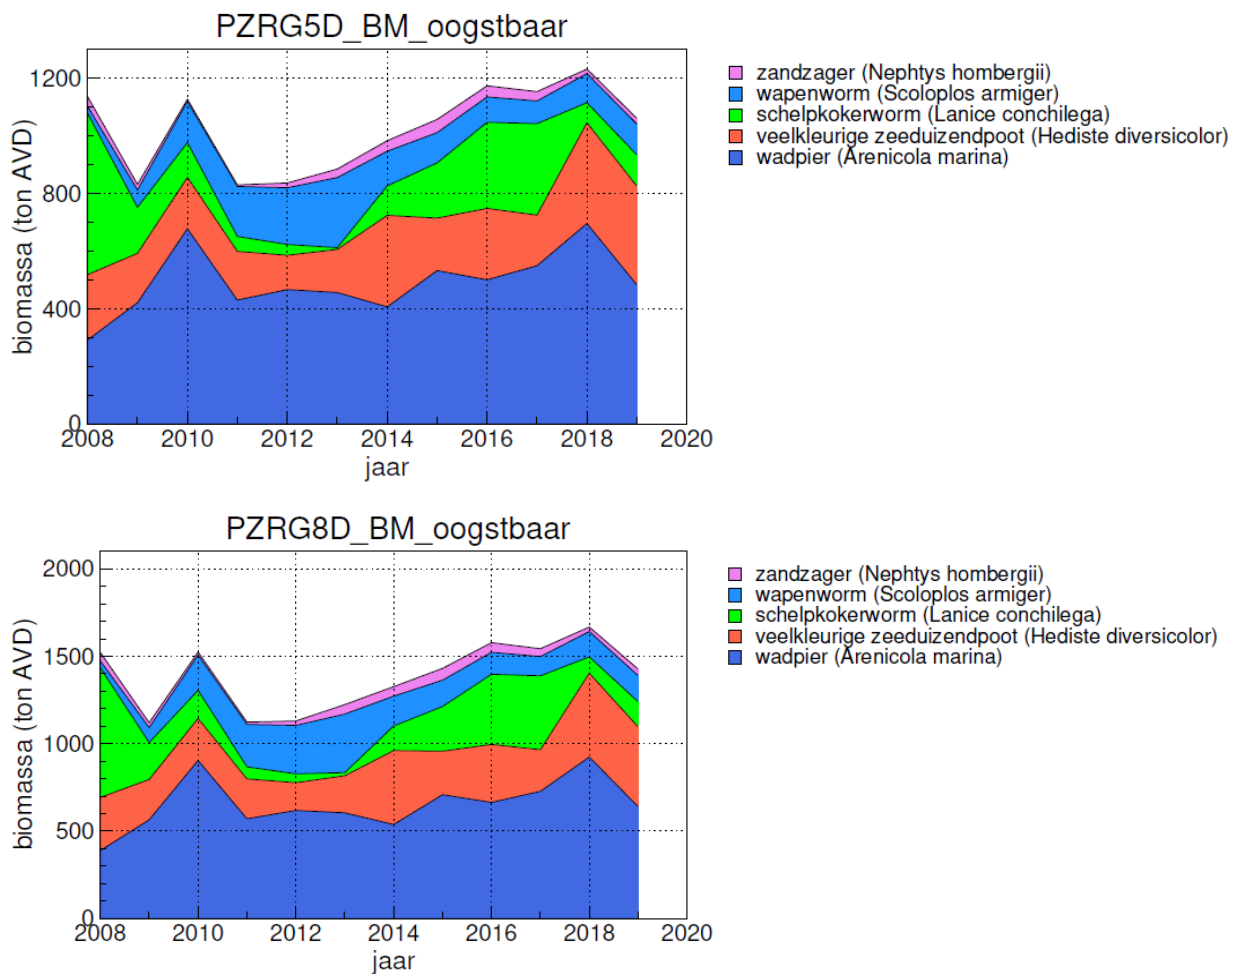 PZRG5D_BM_oogstbaar
1200
800
400
0
biomassa (ton AVD)
2008 2010 2012 2014 2016 2018 2020
jaar
zandzager (Nephtys hombergii)
wapenworm (Scoloplos armiger)
schelpkokerworm (Lanice conchilega)
veelkleurige zeeduizendpoot (Hediste diversicolor)
wadpier (Arenicola marina)
PZRG8D_BM_oogstbaar
2000
1500
1000
500
0
biomassa (ton AVD)
2008 2010 2012 2014 2016 2018 2020
jaar
zandzager (Nephtys hombergii)
wapenworm (Scoloplos armiger)
schelpkokerworm (Lanice conchilega)
veelkleurige zeeduizendpoot (Hediste diversicolor)
wadpier (Arenicola marina)